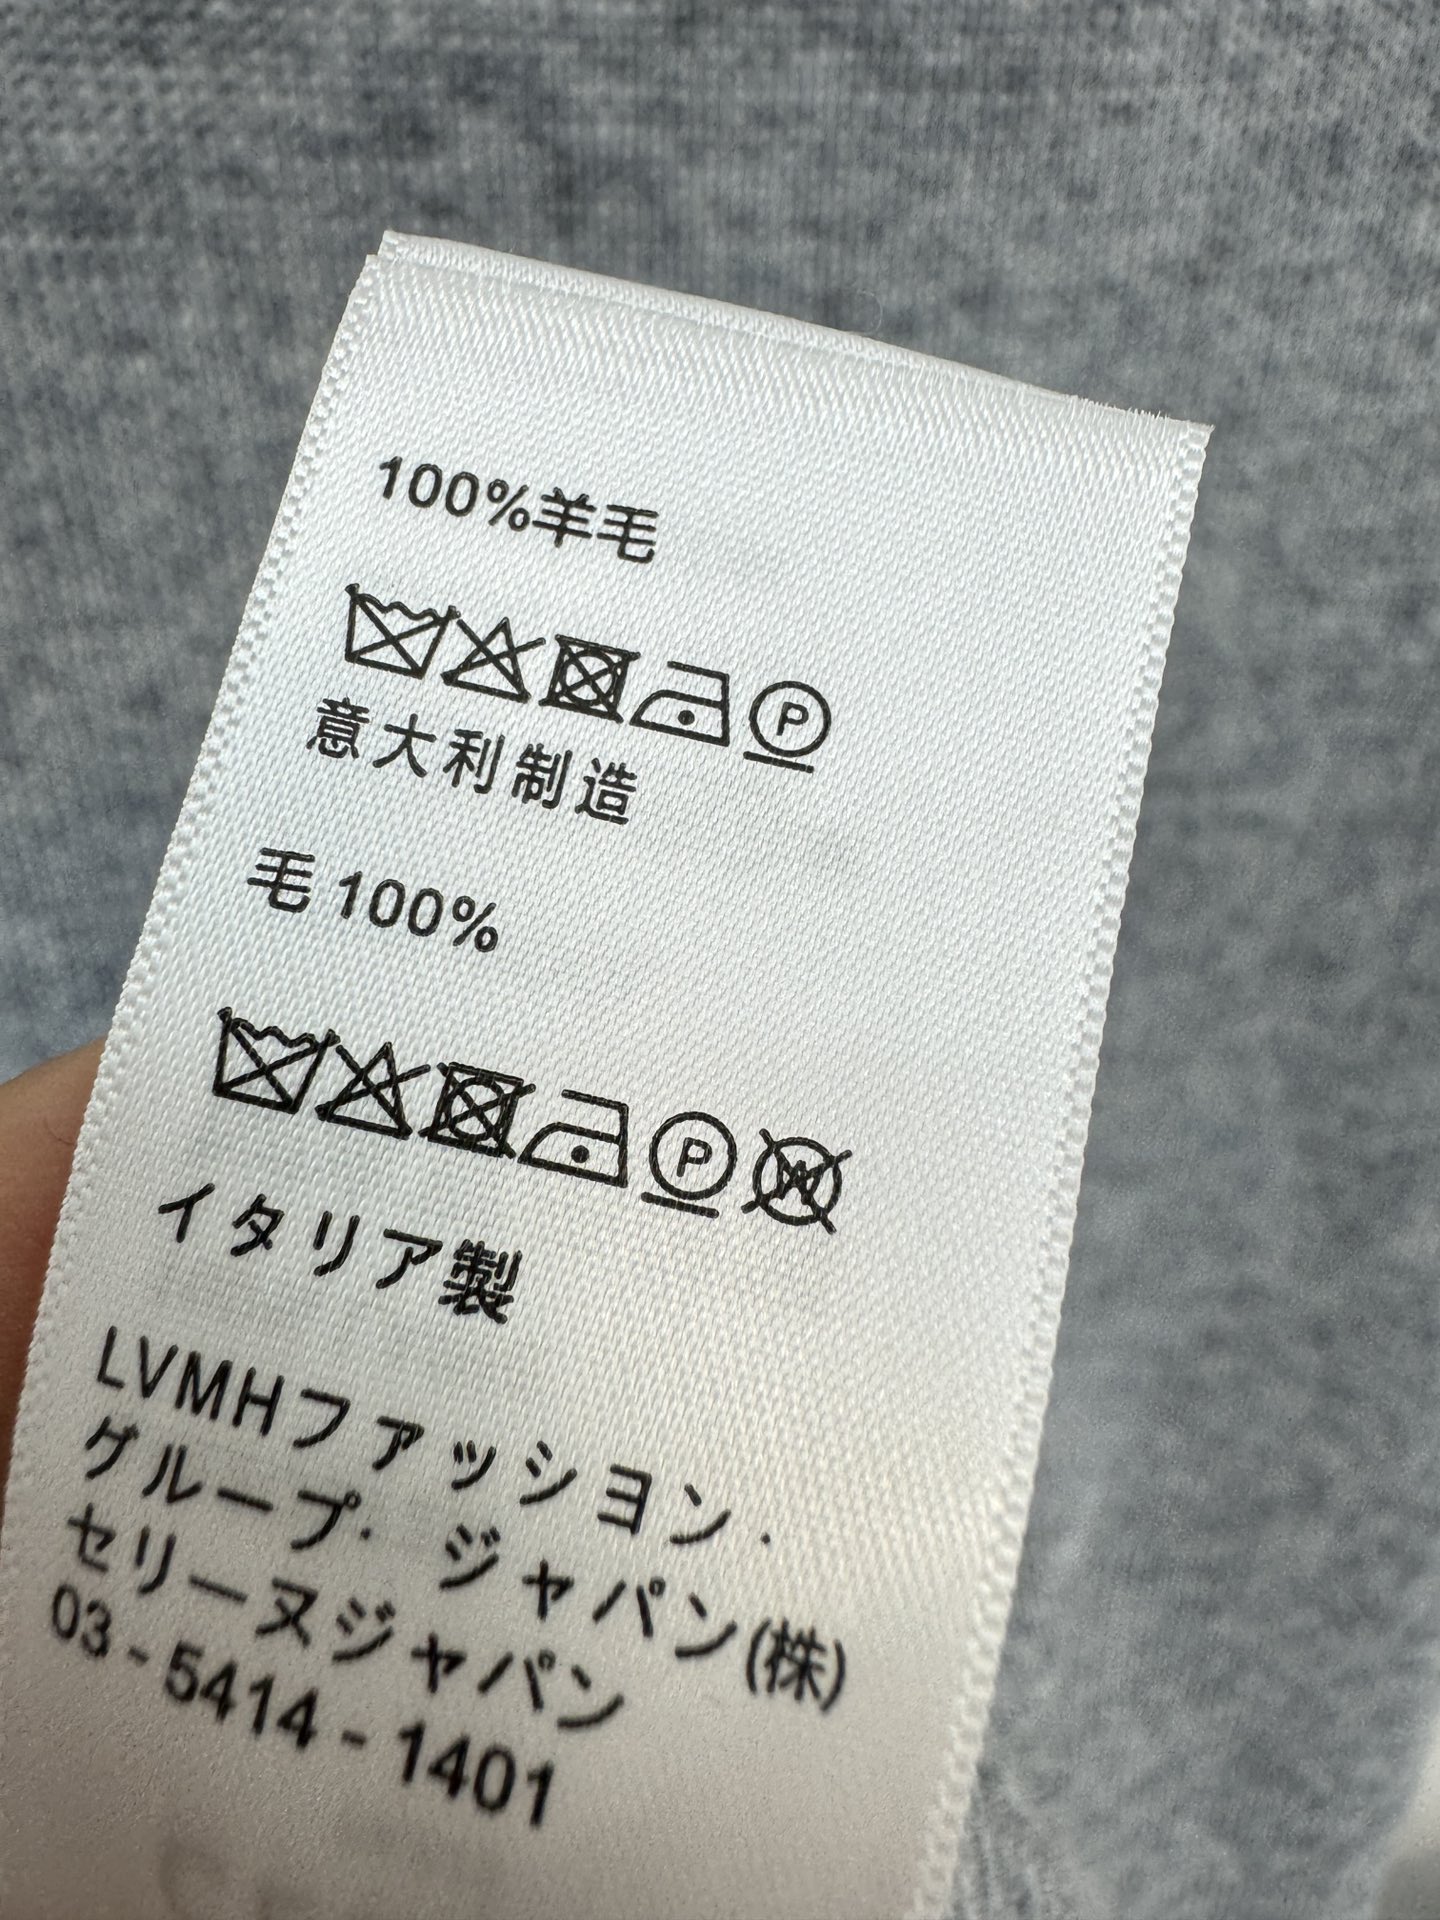 100%羊毛
P
意大利制造
毛 100%
P W
イタリア製
LVMHファッション・
グループ・ジャパン(株)
セリーヌジャパン
03-5414-1401